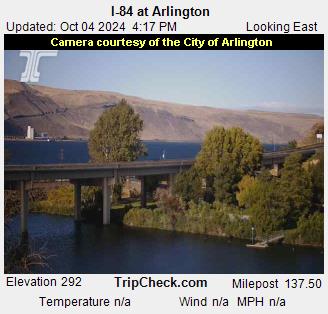 I-84 at Arlington
Updated: Oct 04 2024 4:17 PM Looking East
Camera courtesy of the City of Arlington
Elevation 292 TripCheck.com Milepost 137.50
Temperature n/a Wind n/a MPH n/a